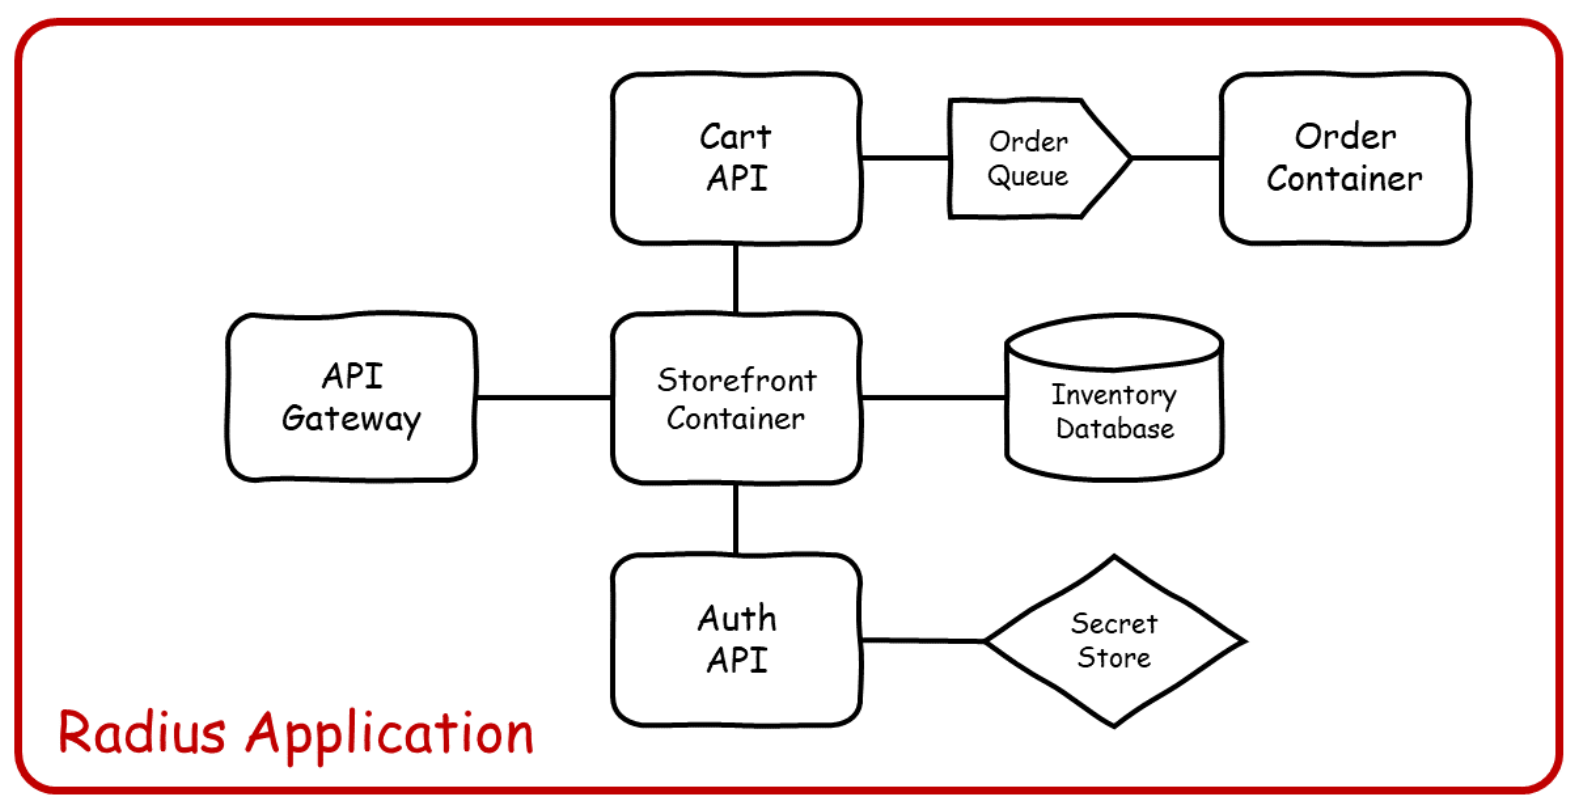 Cart
API
Order
Queue
Order
Container
API
Gateway
Storefront
Container
Inventory
Database
Auth
API
Secret
Store
Radius Application